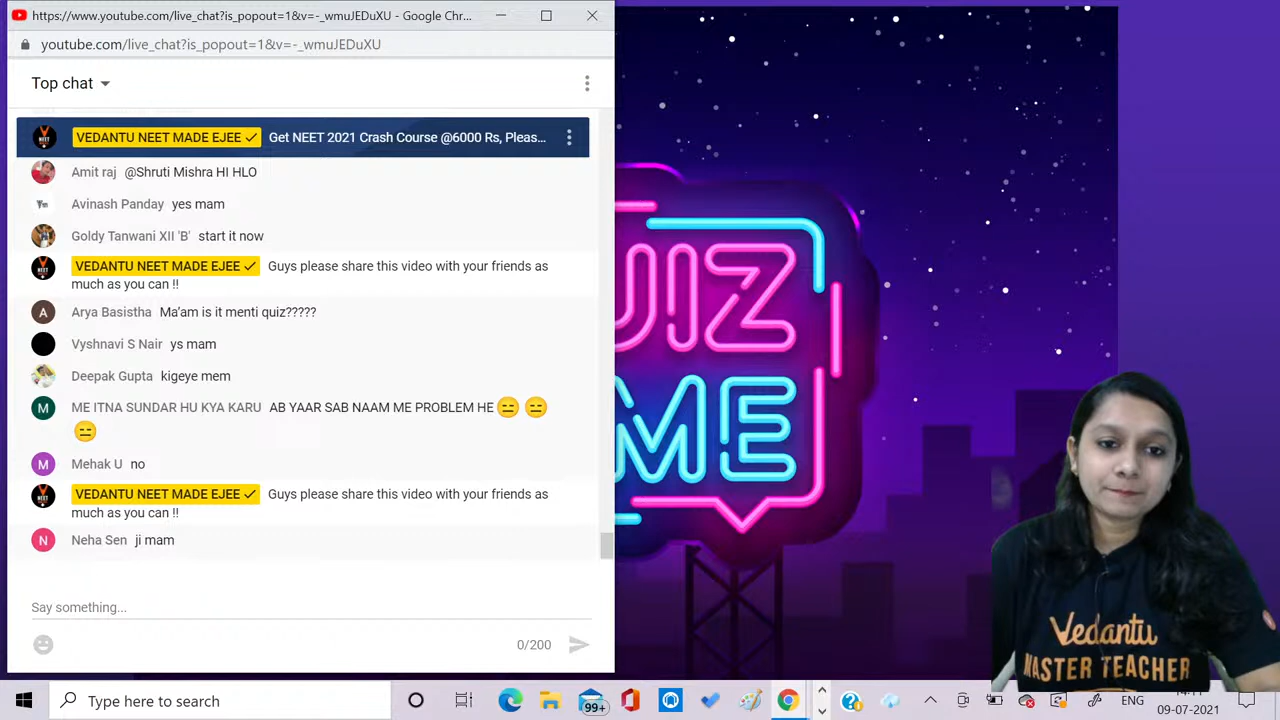 https://www.youtube.com/live_chat?is_popout=1&v=-_wmuJEDuXU - Google Chr...
youtube.com/live_chat?is_popout=1&v=-_wmuJEDuXU
Top chat
VEDANTU NEET MADE EJEE Get NEET 2021 Crash Course @6000 Rs, Pleas...
Amit raj @Shruti Mishra HI HLO
Avinash Panday yes mam
Goldy Tanwani XII 'B' start it now
VEDANTU NEET MADE EJEE Guys please share this video with your friends as
much as you can !!
Arya Basistha Ma'am is it menti quiz?????
Vyshnavi S Nair ys mam
Deepak Gupta kigeye mem
ME ITNA SUNDAR HU KYA KARU AB YAAR SAB NAAM ME PROBLEM HE
Mehak U no
VEDANTU NEET MADE EJEE Guys please share this video with your friends as
much as you can !!
Neha Sen ji mam
Say something...
0/200
UIZ
ME
Vedantu
MASTER TEACHER
Type here to search
99+
ENG
09-07-2021